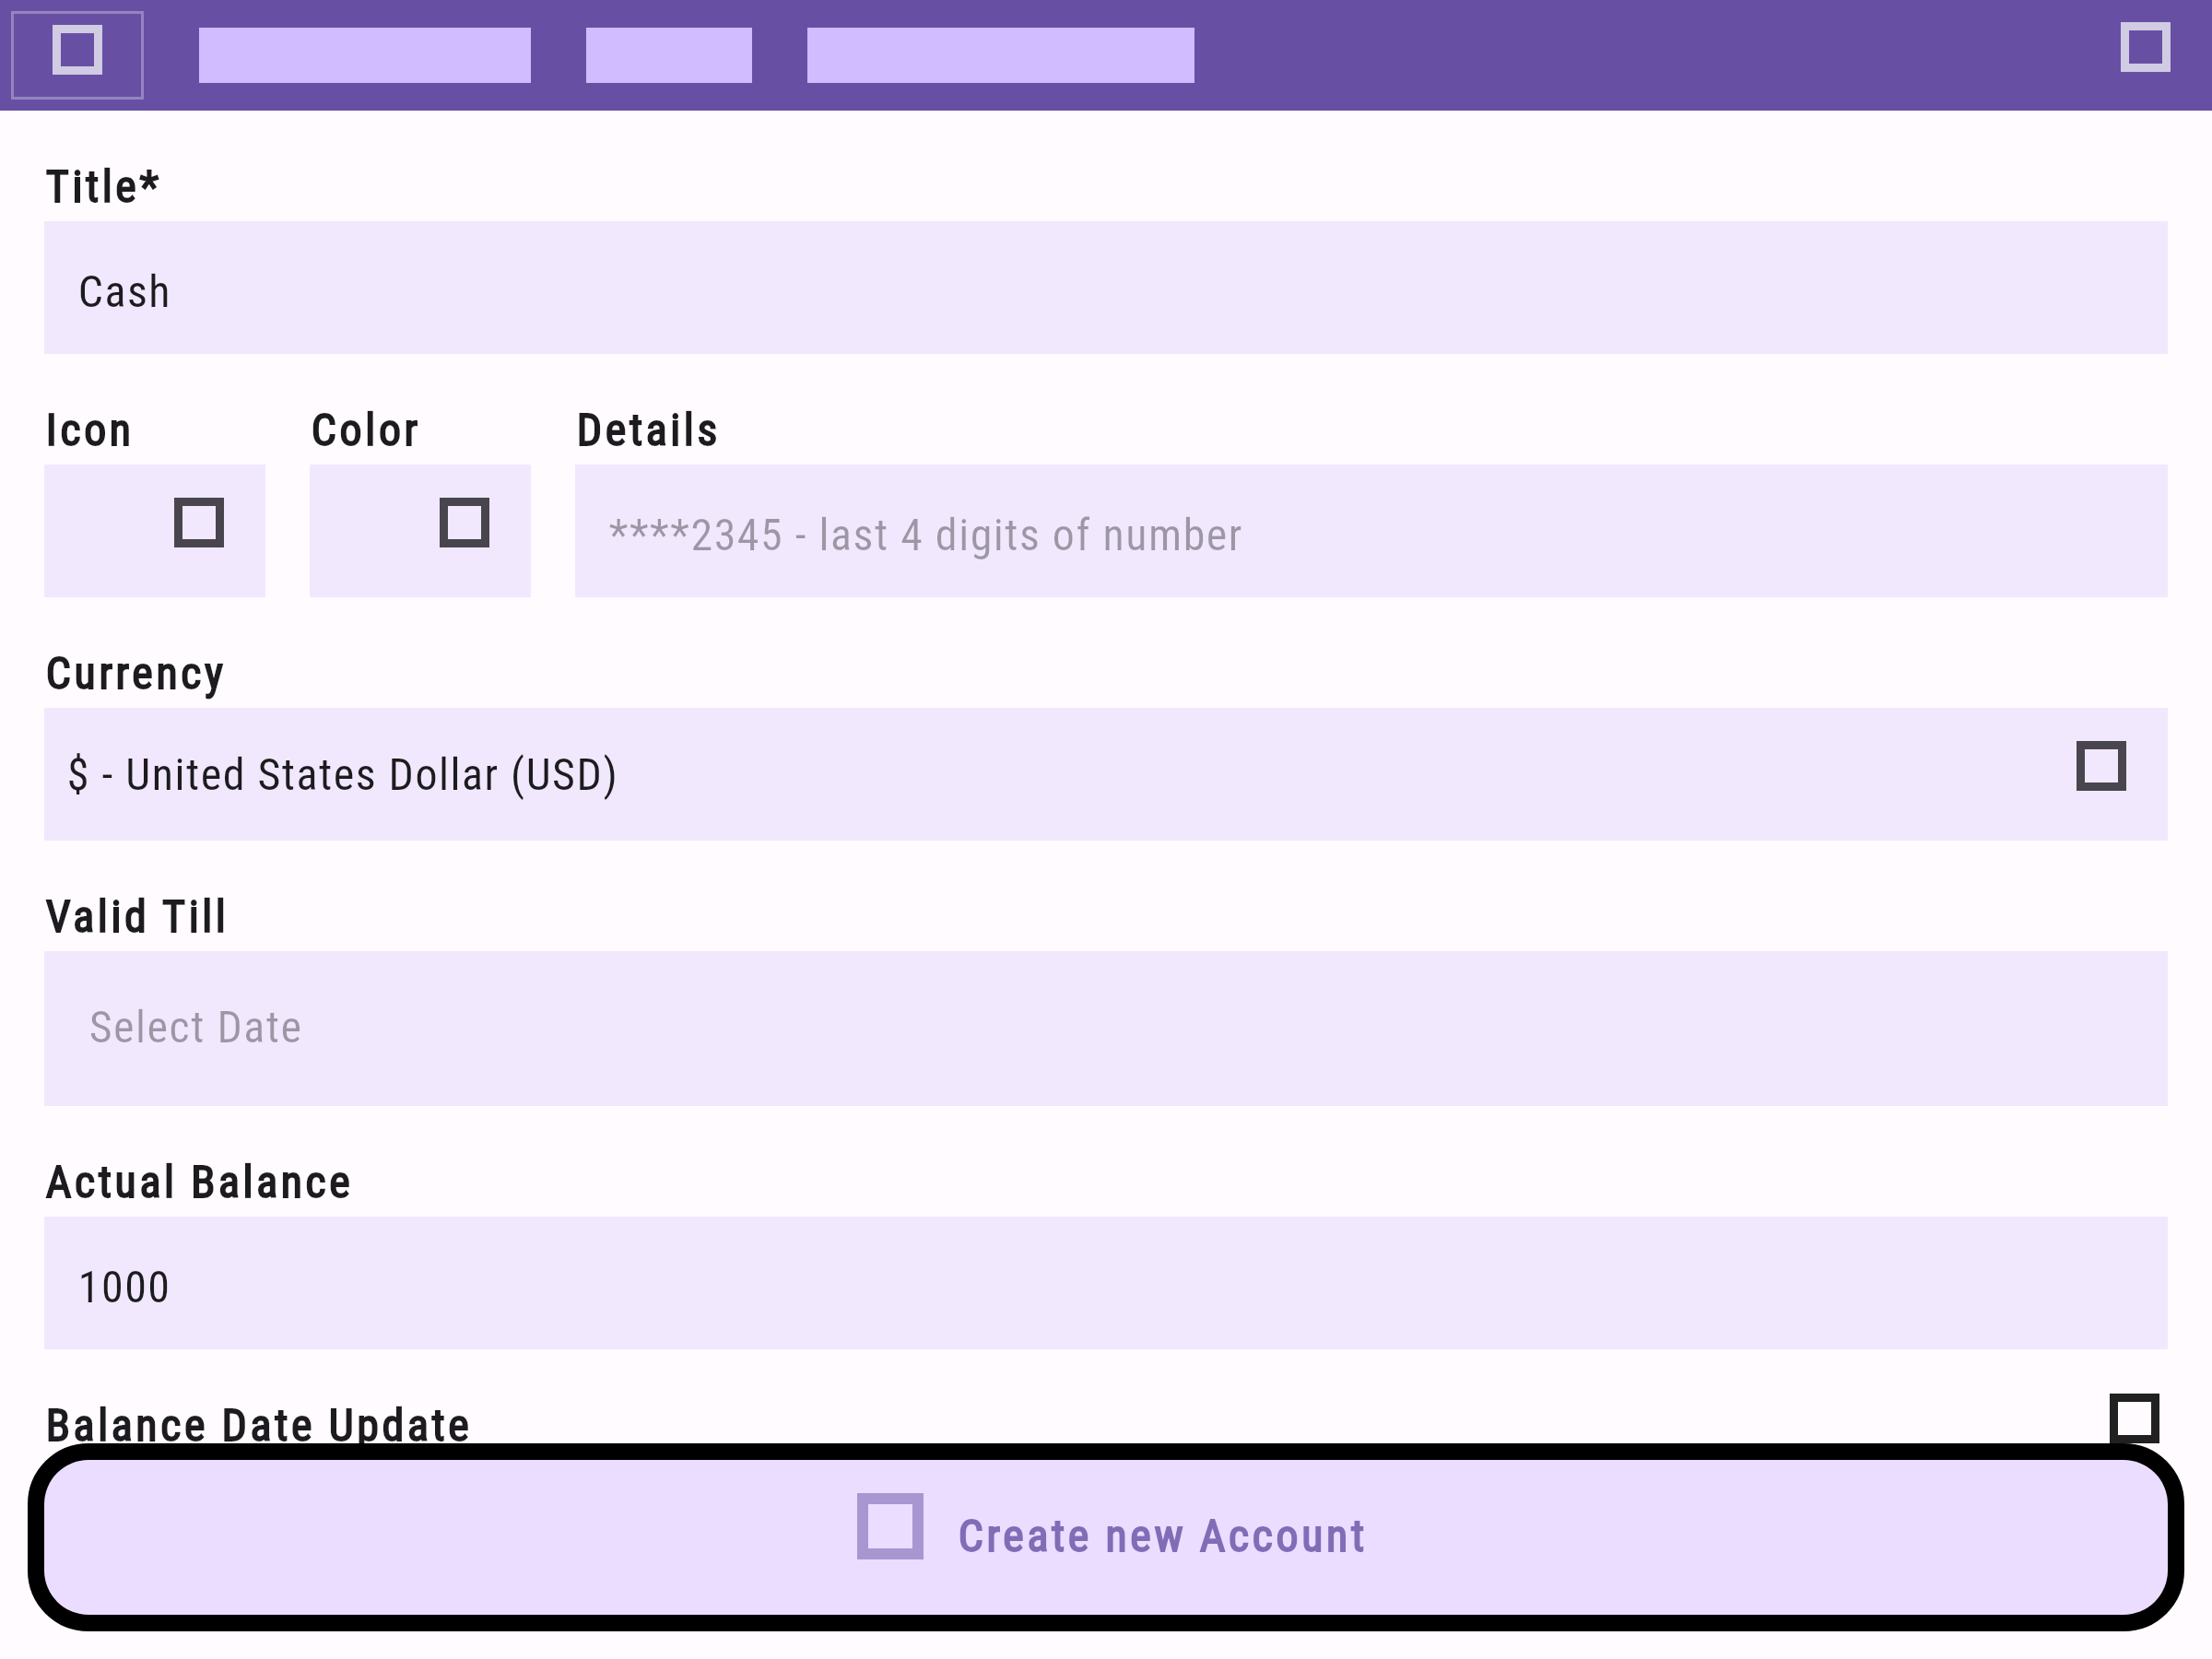 Title*
Cash
Icon Color Details
****2345 - last 4 digits of number
Currency
$ - United States Dollar (USD)
Valid Till
Select Date
Actual Balance
1000
Balance Date Update
Create new Account